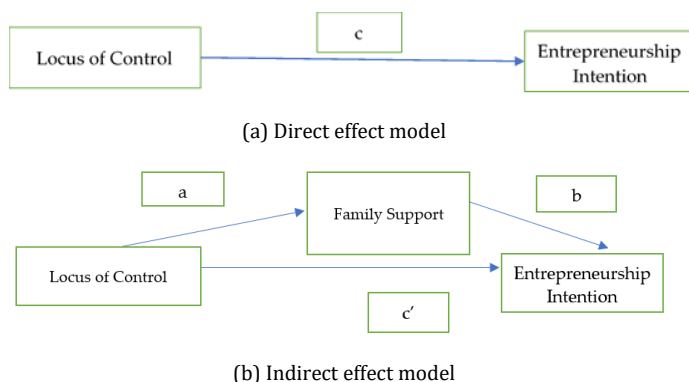 c
Locus of Control
Entrepreneurship
Intention
(a) Direct effect model
a
Family Support
b
Locus of Control
Entrepreneurship
Intention
c’
(b) Indirect effect model